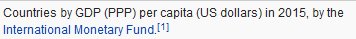 Countries by GDP (PPP) per capita (US dollars) in 2015, by the
International Monetary Fund.[1]